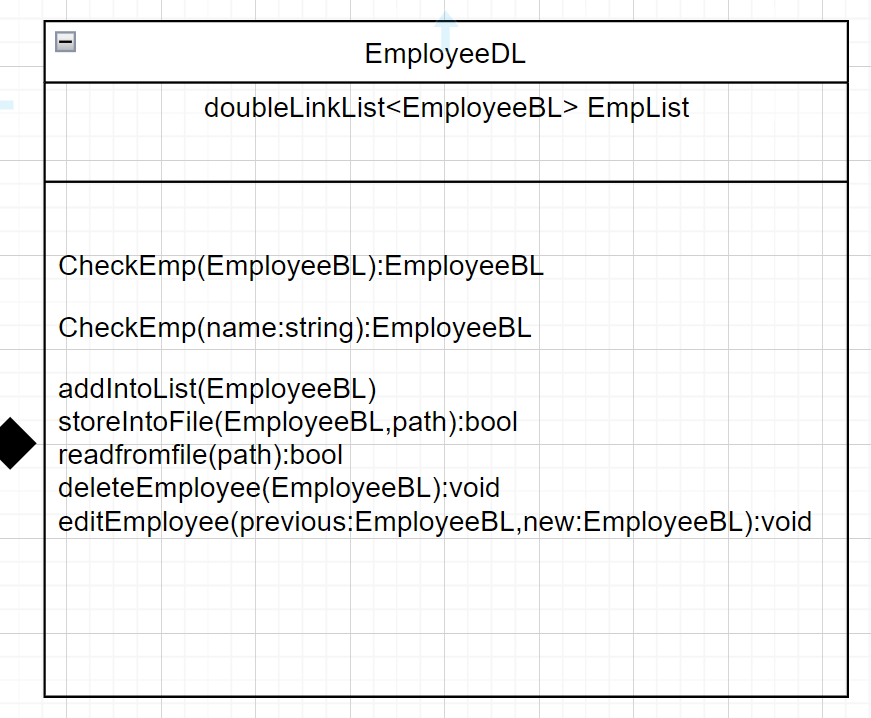 EmployeeDL
doubleLinkList<EmployeeBL> EmpList
CheckEmp(EmployeeBL):EmployeeBL
CheckEmp(name:string):EmployeeBL
addIntoList(EmployeeBL)
storeIntoFile(EmployeeBL,path):bool
readfromfile(path):bool
deleteEmployee(EmployeeBL):void
editEmployee(previous:EmployeeBL,new:EmployeeBL):void